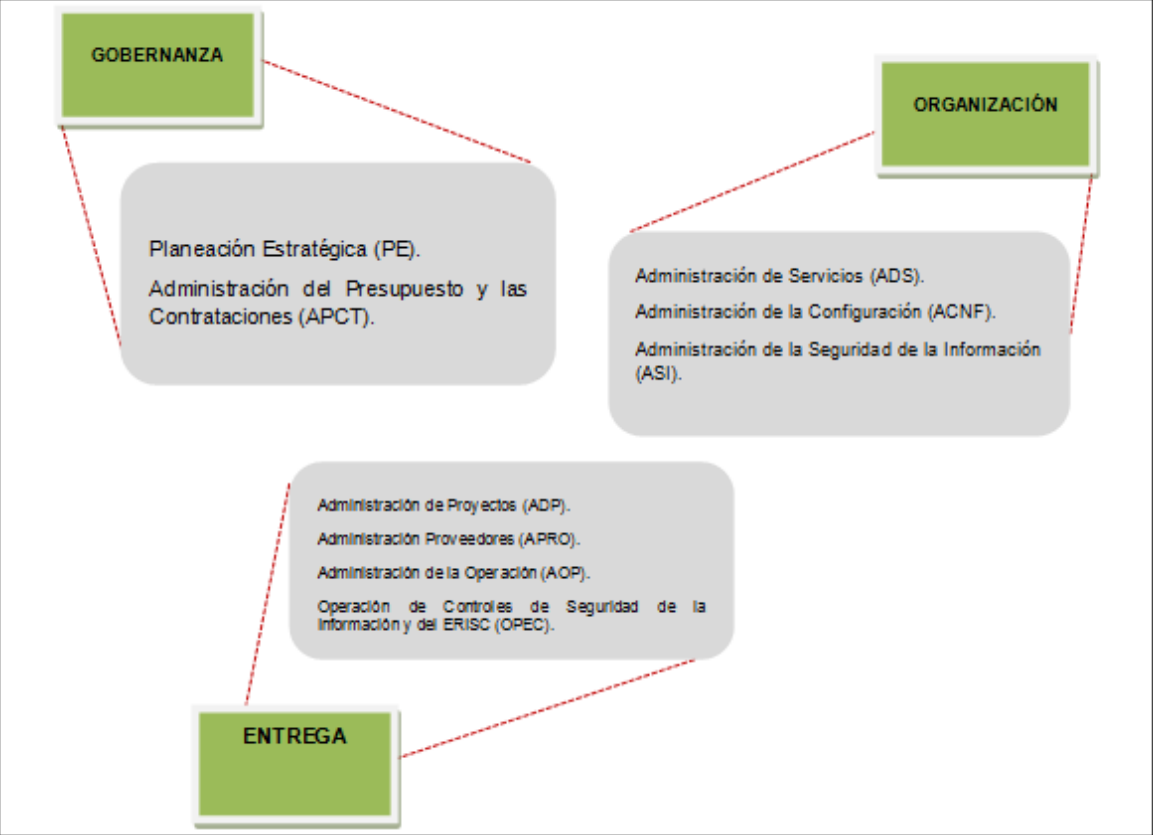 GOBERNANZA
Planeación Estratégica (PE).
Administración del Presupuesto y las
Contrataciones (APCT).
ORGANIZACIÓN
Administración de Servicios (ADS).
Administración de la Configuración (ACNF).
Administración de la Seguridad de la Información
(ASI).
Administración de Proyectos (ADP).
Administración Proveedores (APRO).
Administración de la Operación (AOP).
Operación de Controles de Seguridad de la
Información y del ERISC (OPEC).
ENTREGA